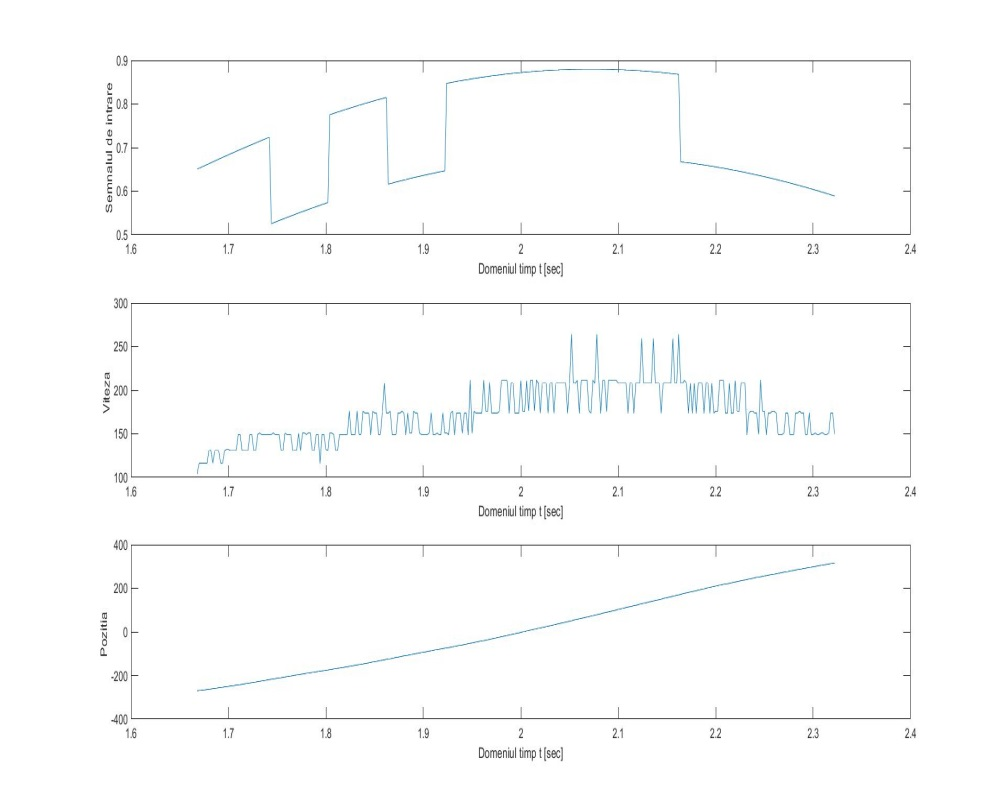 0.9
0.8
0.7
0.6
0.5
Semnalul de intrare
1.6 1.7 1.8 1.9 2 2.1 2.2 2.3 2.4
Domeniul timp t [sec]
300
250
200
150
100
Viteza
1.6 1.7 1.8 1.9 2 2.1 2.2 2.3 2.4
Domeniul timp t [sec]
400
200
0
-200
-400
Pozitia
1.6 1.7 1.8 1.9 2 2.1 2.2 2.3 2.4
Domeniul timp t [sec]